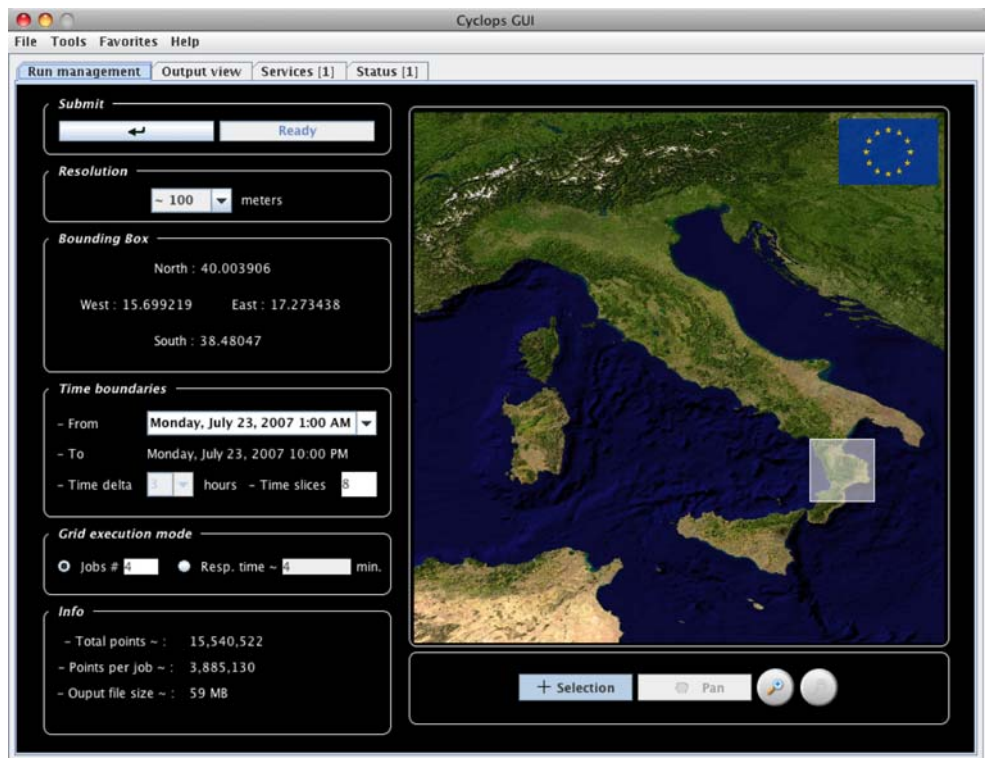 Cyclops GUI
File Tools Favorites Help
Run management Output view Services [1] Status [1]
Submit
Ready
Resolution
~ 100 meters
Bounding Box
North : 40.003906
West : 15.699219 East : 17.273438
South : 38.48047
Time boundaries
- From Monday, July 23, 2007 1:00 AM
- To Monday, July 23, 2007 10:00 PM
- Time delta 3 hours - Time slices 8
Grid execution mode
Jobs # 4 Resp. time ~ 4 min.
Info
- Total points ~ : 15,540,522
- Points per job ~ : 3,885,130
- Ouput file size ~ : 59 MB
Selection Pan